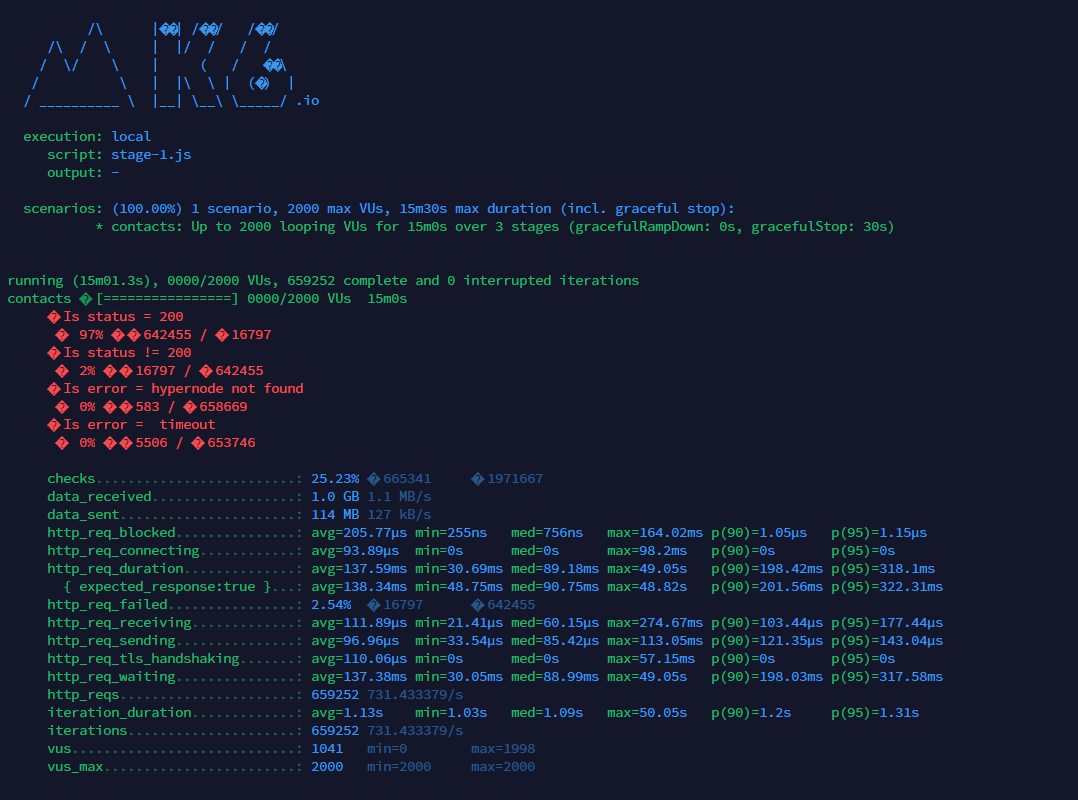 /\      |��| /��/   /��/
    /\  /  \     |  |/  /   /  /
   /  \/    \    |     (   /   ��\
  /          \   |  |\  \ |  (�)  |
 / __________ \  |__| \__\ \_____/ .io
execution: local
script: stage-1.js
output: -
scenarios: (100.00%) 1 scenario, 2000 max VUs, 15m30s max duration (incl. graceful stop):
* contacts: Up to 2000 looping VUs for 15m0s over 3 stages (gracefulRampDown: 0s, gracefulStop: 30s)
running (15m01.3s), 0000/2000 VUs, 659252 complete and 0 interrupted iterations
contacts �[================] 0000/2000 VUs  15m0s
�Is status = 200
� 97% ��642455 / �16797
�Is status != 200
� 2% ��16797 / �642455
�Is error = hypernode not found
� 0% ��583 / �658669
�Is error =  timeout
� 0% ��5506 / �653746
checks.........................: 25.23% �665341     �1971667
data_received..................: 1.0 GB 1.1 MB/s
data_sent......................: 114 MB 127 kB/s
http_req_blocked...............: avg=205.77µs min=255ns   med=756ns   max=164.02ms p(90)=1.05µs   p(95)=1.15µs
http_req_connecting............: avg=93.89µs  min=0s      med=0s      max=98.2ms   p(90)=0s       p(95)=0s
http_req_duration..............: avg=137.59ms min=30.69ms med=89.18ms max=49.05s   p(90)=198.42ms p(95)=318.1ms
{ expected_response:true }...: avg=138.34ms min=48.75ms med=90.75ms max=48.82s   p(90)=201.56ms p(95)=322.31ms
http_req_failed................: 2.54%  �16797      �642455
http_req_receiving.............: avg=111.89µs min=21.41µs med=60.15µs max=274.67ms p(90)=103.44µs p(95)=177.44µs
http_req_sending...............: avg=96.96µs  min=33.54µs med=85.42µs max=113.05ms p(90)=121.35µs p(95)=143.04µs
http_req_tls_handshaking.......: avg=110.06µs min=0s      med=0s      max=57.15ms  p(90)=0s       p(95)=0s
http_req_waiting...............: avg=137.38ms min=30.05ms med=88.99ms max=49.05s   p(90)=198.03ms p(95)=317.58ms
http_reqs......................: 659252 731.433379/s
iteration_duration.............: avg=1.13s    min=1.03s   med=1.09s   max=50.05s   p(90)=1.2s     p(95)=1.31s
iterations.....................: 659252 731.433379/s
vus............................: 1041   min=0        max=1998
vus_max........................: 2000   min=2000     max=2000